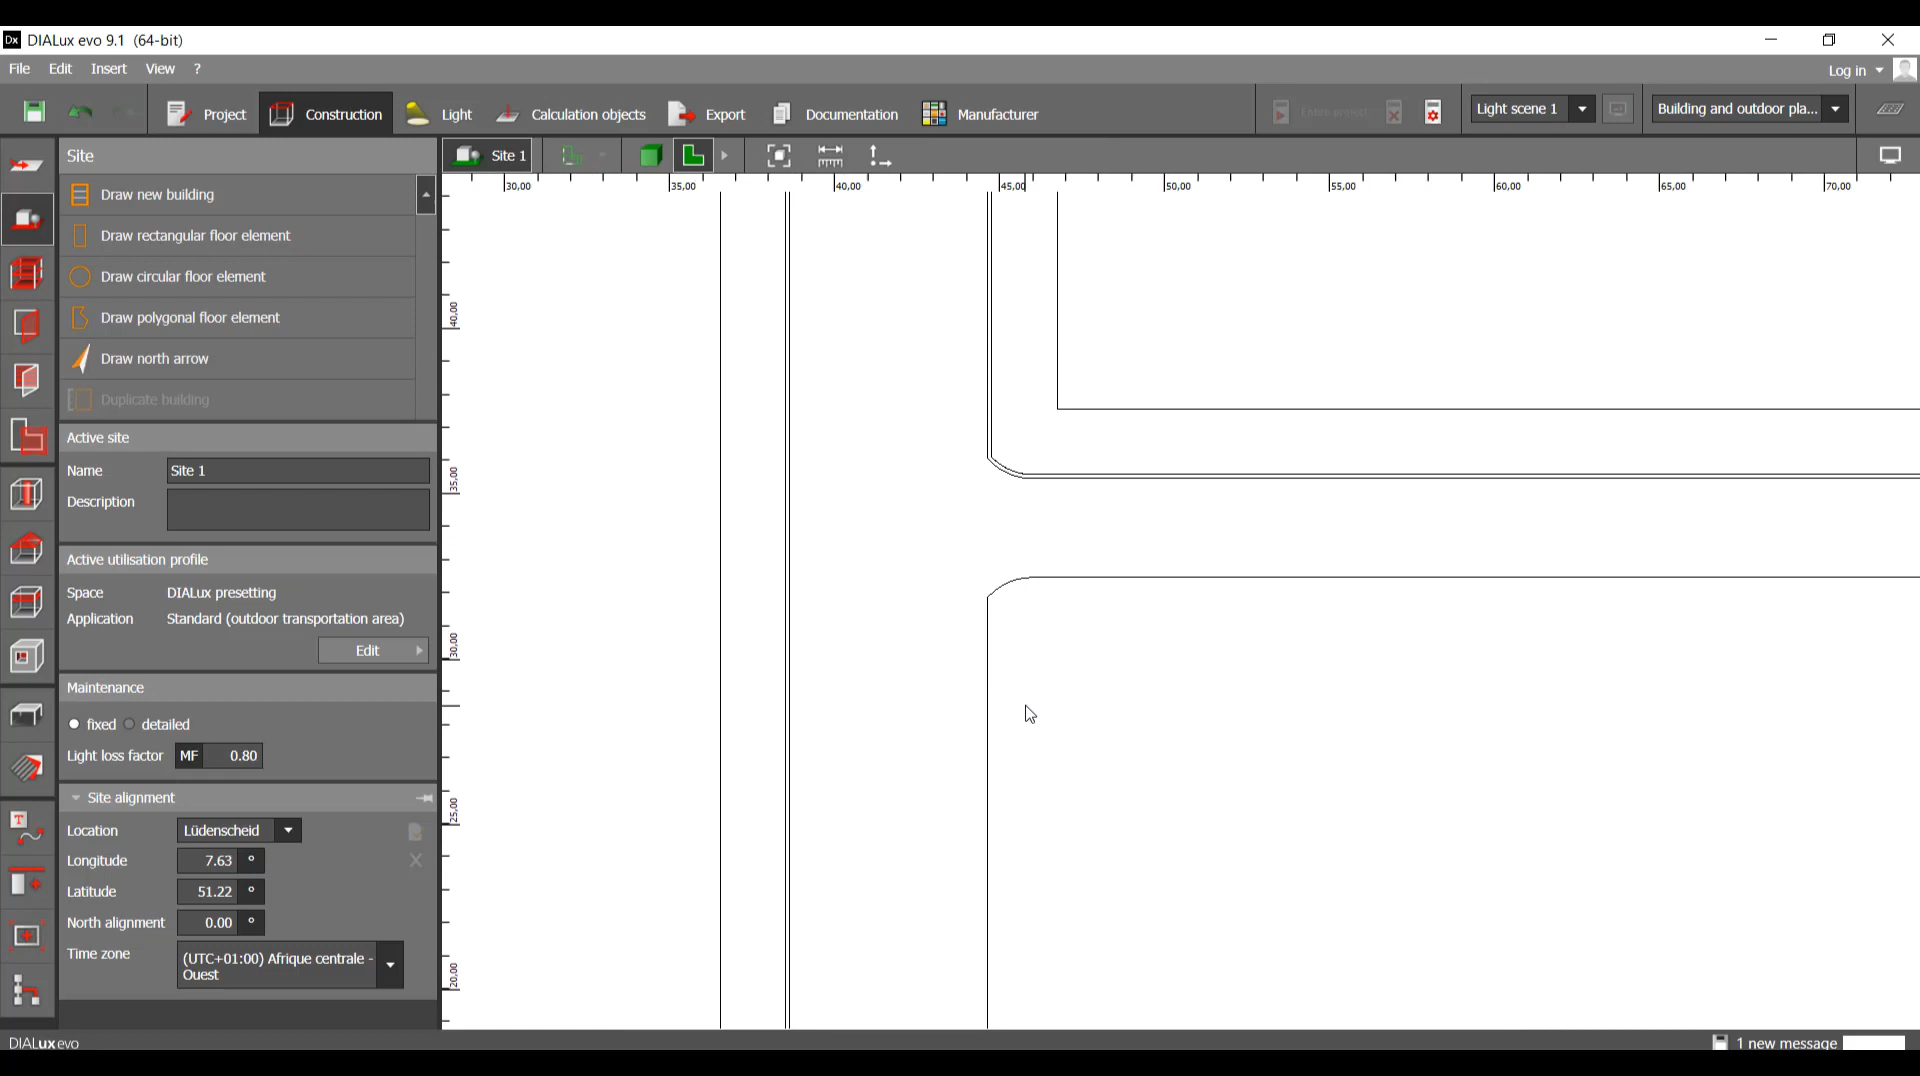 Dx DIALux evo 9.1 (64-bit)
File Edit Insert View ?
Log in
Project Construction Light Calculation objects Export Documentation Manufacturer Entire project Light scene 1 Building and outdoor pla...
Site
Site 1
30,00 35,00 40,00 45,00 50,00 55,00 60,00 65,00 70,00
Draw new building
Draw rectangular floor element
Draw circular floor element
Draw polygonal floor element
Draw north arrow
Duplicate building
40,00
35,00
30,00
25,00
20,00
Active site
Name Site 1
Description
Active utilisation profile
Space DIALux presetting
Application Standard (outdoor transportation area)
Edit
Maintenance
fixed detailed
Light loss factor MF 0.80
Site alignment
Location Lüdenscheid
Longitude 7.63 °
Latitude 51.22 °
North alignment 0.00 °
Time zone (UTC+01:00) Afrique centrale -
Ouest
T
DIALux evo
1 new message